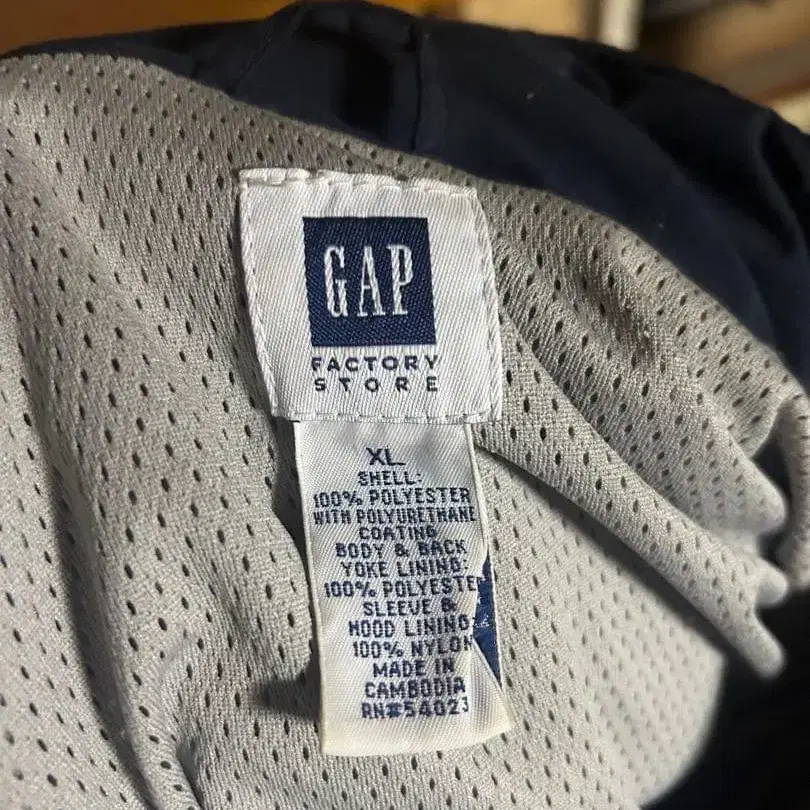 GAP
FACTORY
STORE
XL
SHELL:
100% POLYESTER
WITH POLYURETHANE
COATING
BODY & BACK
YOKE LINING:
100% POLYESTE
SLEEVE &
HOOD LINING:
100% NYLON
MADE IN
CAMBODIA
RN#54023